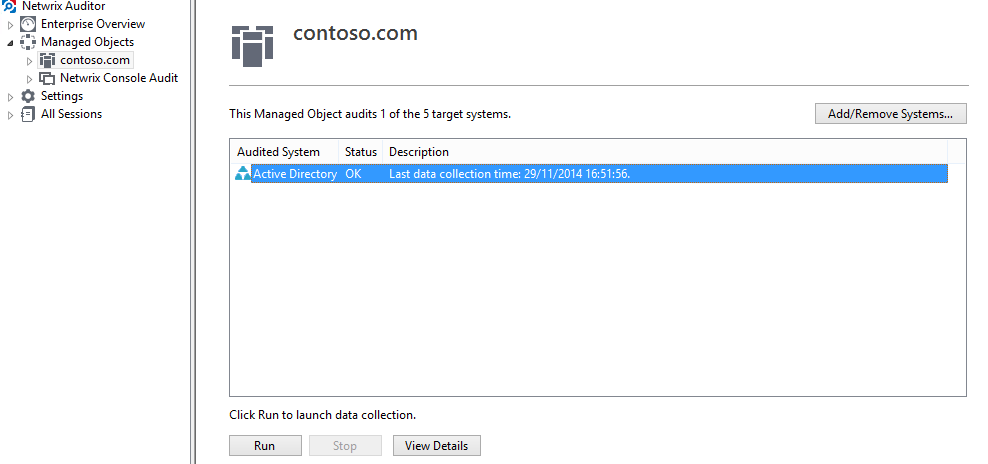 Netwrix Auditor
Enterprise Overview
Managed Objects
contoso.com
Netwrix Console Audit
Settings
All Sessions
contoso.com
This Managed Object audits 1 of the 5 target systems.
Add/Remove Systems...
Audited System Status Description
Active Directory OK Last data collection time: 29/11/2014 16:51:56.
Click Run to launch data collection.
Run Stop View Details